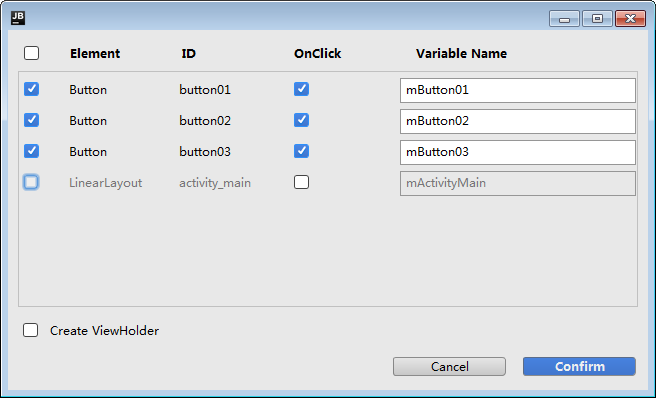 JB
Element ID OnClick Variable Name
Button button01 mButton01
Button button02 mButton02
Button button03 mButton03
LinearLayout activity_main mActivityMain
Create ViewHolder
Cancel Confirm